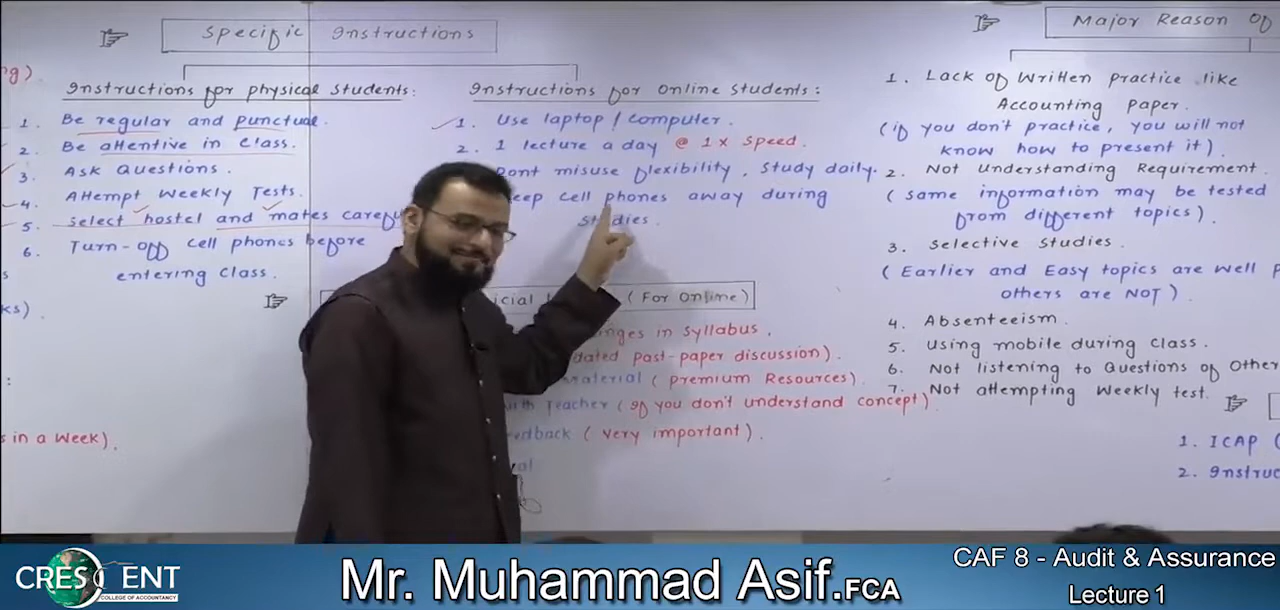 Specific Instructions
ng).
Instructions for physical students:
1. Be regular and punctual.
2. Be attentive in class.
3. Ask Questions.
4. Attempt Weekly Tests.
5. Select hostel and mates
6. Turn-off cell phones before
entering class.
s
ks)
:
s in a week).
Instructions for online students:
1. Use laptop / computer.
2. 1 lecture a day @ 1x speed.
Dont misuse flexibility, study daily.
cell phones away during
studies.
(For Online)
in syllabus.
past-paper discussion).
Material (premium Resources).
Teacher (If you don't understand concept).
(very important).
Major Reason of
1. Lack of written practice like
Accounting paper.
(if you don't practice, you will not
know how to present it).
2. Not understanding Requirement.
(same information may be tested
from different topics).
3. Selective studies.
(Earlier and Easy topics are well
others are NOT).
4. Absenteeism.
5. using mobile during class.
6. Not listening to Questions of Other
7. Not attempting weekly test.
1. ICAP (
2.
CRESCENT
COLLEGE OF ACCOUNTANCY
Mr. Muhammad Asif.FCA
CAF 8 - Audit & Assurance
Lecture 1